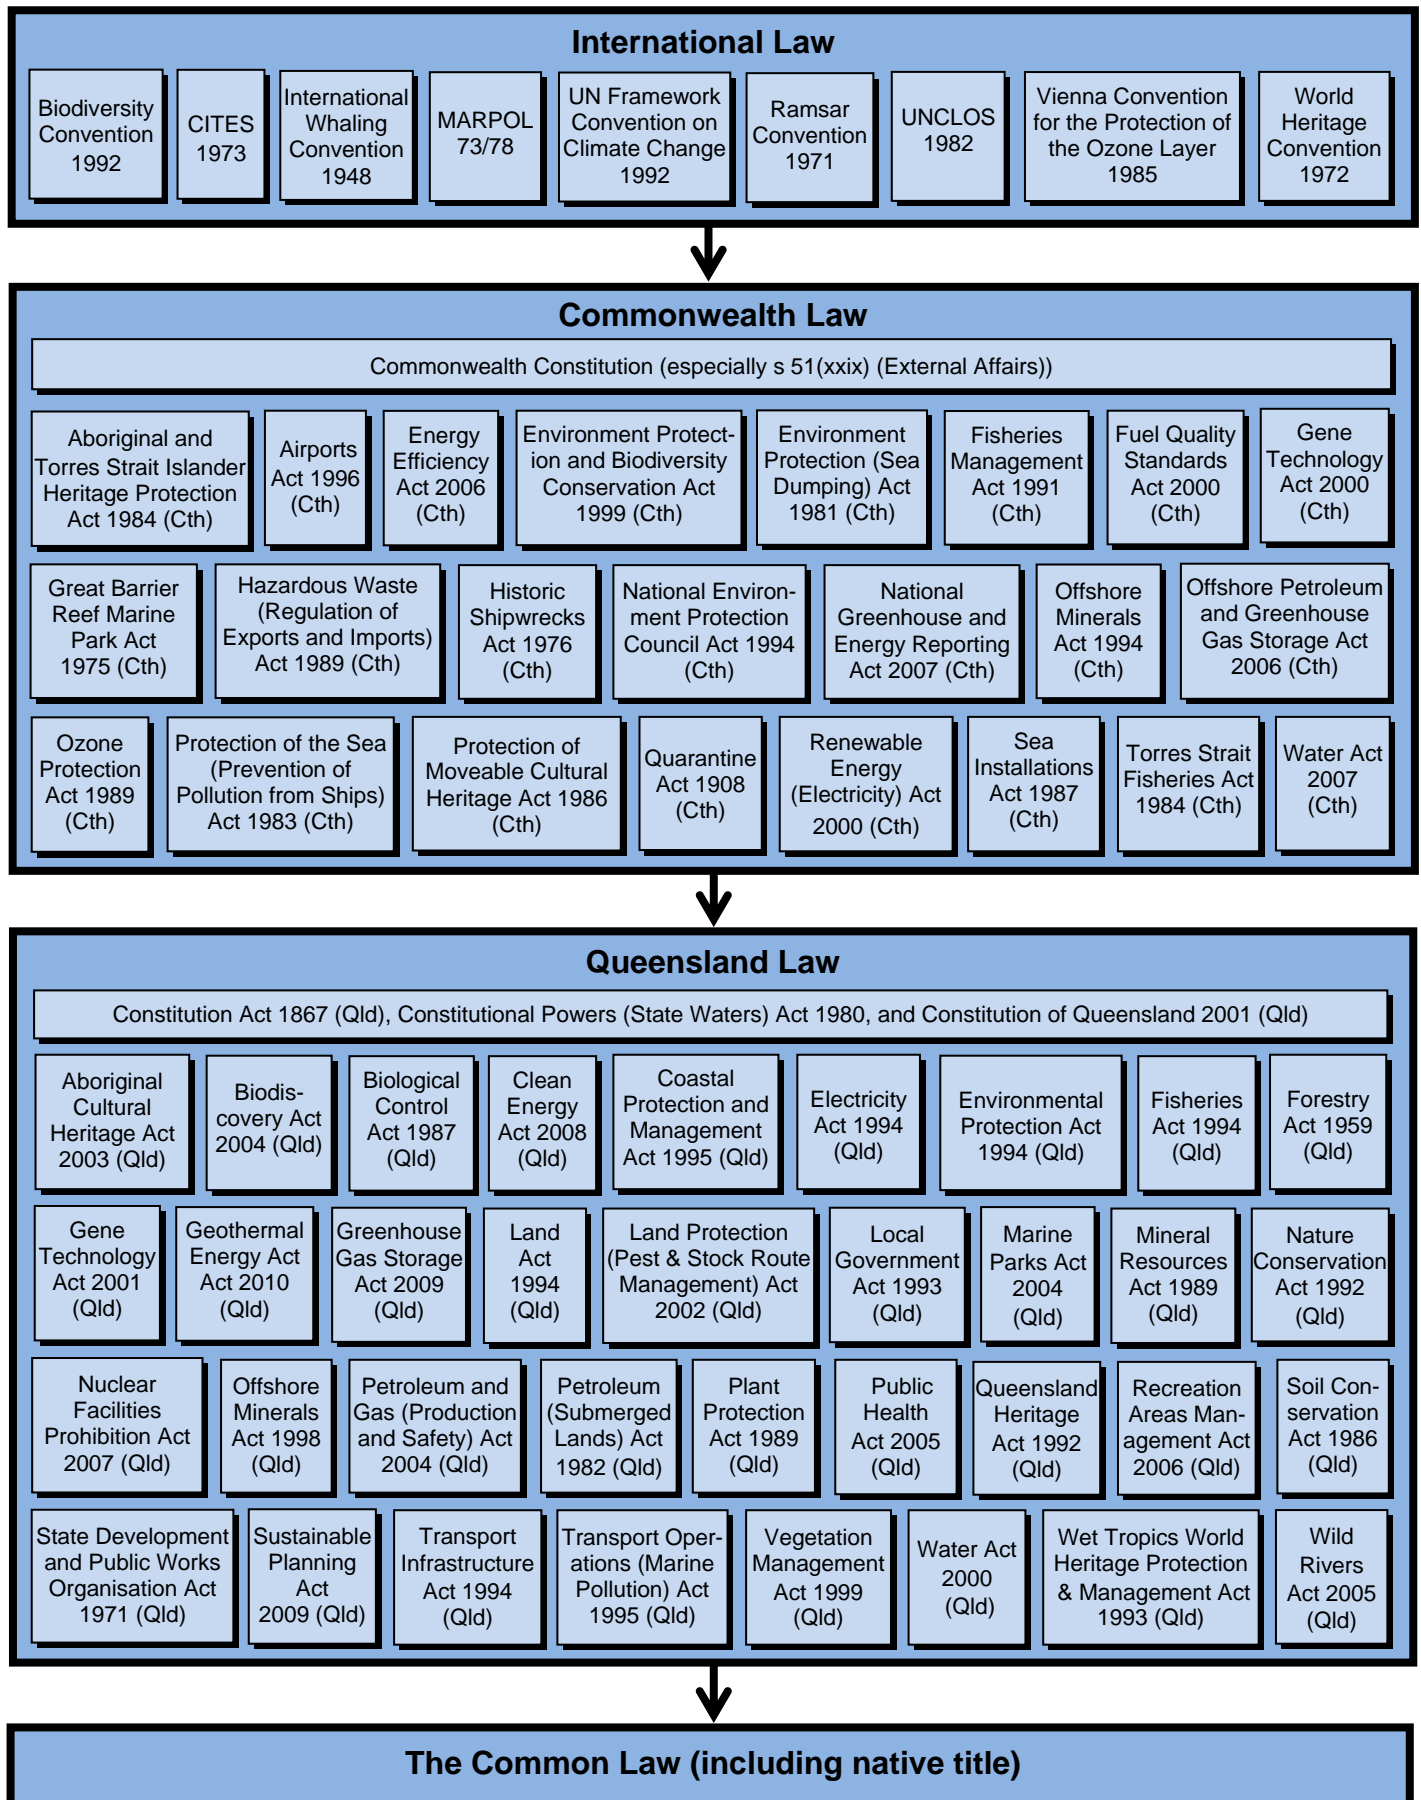 International Law
Biodiversity
Convention
1992
CITES
1973
International
Whaling
Convention
1948
MARPOL
73/78
UN Framework
Convention on
Climate Change
1992
Ramsar
Convention
1971
UNCLOS
1982
Vienna Convention
for the Protection of
the Ozone Layer
1985
World
Heritage
Convention
1972
Commonwealth Law
Commonwealth Constitution (especially s 51(xxix) (External Affairs))
Aboriginal and
Torres Strait Islander
Heritage Protection
Act 1984 (Cth)
Airports
Act 1996
(Cth)
Energy
Efficiency
Act 2006
(Cth)
Environment Protect-
ion and Biodiversity
Conservation Act
1999 (Cth)
Environment
Protection (Sea
Dumping) Act
1981 (Cth)
Fisheries
Management
Act 1991
(Cth)
Fuel Quality
Standards
Act 2000
(Cth)
Gene
Technology
Act 2000
(Cth)
Great Barrier
Reef Marine
Park Act
1975 (Cth)
Hazardous Waste
(Regulation of
Exports and Imports)
Act 1989 (Cth)
Historic
Shipwrecks
Act 1976
(Cth)
National Environ-
ment Protection
Council Act 1994
(Cth)
National
Greenhouse and
Energy Reporting
Act 2007 (Cth)
Offshore
Minerals
Act 1994
(Cth)
Offshore Petroleum
and Greenhouse
Gas Storage Act
2006 (Cth)
Ozone
Protection
Act 1989
(Cth)
Protection of the Sea
(Prevention of
Pollution from Ships)
Act 1983 (Cth)
Protection of
Moveable Cultural
Heritage Act 1986
(Cth)
Quarantine
Act 1908
(Cth)
Renewable
Energy
(Electricity) Act
2000 (Cth)
Sea
Installations
Act 1987
(Cth)
Torres Strait
Fisheries Act
1984 (Cth)
Water Act
2007
(Cth)
Queensland Law
Constitution Act 1867 (Qld), Constitutional Powers (State Waters) Act 1980, and Constitution of Queensland 2001 (Qld)
Aboriginal
Cultural
Heritage Act
2003 (Qld)
Biodis-
covery Act
2004 (Qld)
Biological
Control
Act 1987
(Qld)
Clean
Energy
Act 2008
(Qld)
Coastal
Protection and
Management
Act 1995 (Qld)
Electricity
Act 1994
(Qld)
Environmental
Protection Act
1994 (Qld)
Fisheries
Act 1994
(Qld)
Forestry
Act 1959
(Qld)
Gene
Technology
Act 2001
(Qld)
Geothermal
Energy Act
Act 2010
(Qld)
Greenhouse
Gas Storage
Act 2009
(Qld)
Land
Act
1994
(Qld)
Land Protection
(Pest & Stock Route
Management) Act
2002 (Qld)
Local
Government
Act 1993
(Qld)
Marine
Parks Act
2004
(Qld)
Mineral
Resources
Act 1989
(Qld)
Nature
Conservation
Act 1992
(Qld)
Nuclear
Facilities
Prohibition Act
2007 (Qld)
Offshore
Minerals
Act 1998
(Qld)
Petroleum and
Gas (Production
and Safety) Act
2004 (Qld)
Petroleum
(Submerged
Lands) Act
1982 (Qld)
Plant
Protection
Act 1989
(Qld)
Public
Health
Act 2005
(Qld)
Queensland
Heritage
Act 1992
(Qld)
Recreation
Areas Man-
agement Act
2006 (Qld)
Soil Con-
servation
Act 1986
(Qld)
State Development
and Public Works
Organisation Act
1971 (Qld)
Sustainable
Planning
Act
2009 (Qld)
Transport
Infrastructure
Act 1994
(Qld)
Transport Oper-
ations (Marine
Pollution) Act
1995 (Qld)
Vegetation
Management
Act 1999
(Qld)
Water Act
2000
(Qld)
Wet Tropics World
Heritage Protection
& Management Act
1993 (Qld)
Wild
Rivers
Act 2005
(Qld)
The Common Law (including native title)